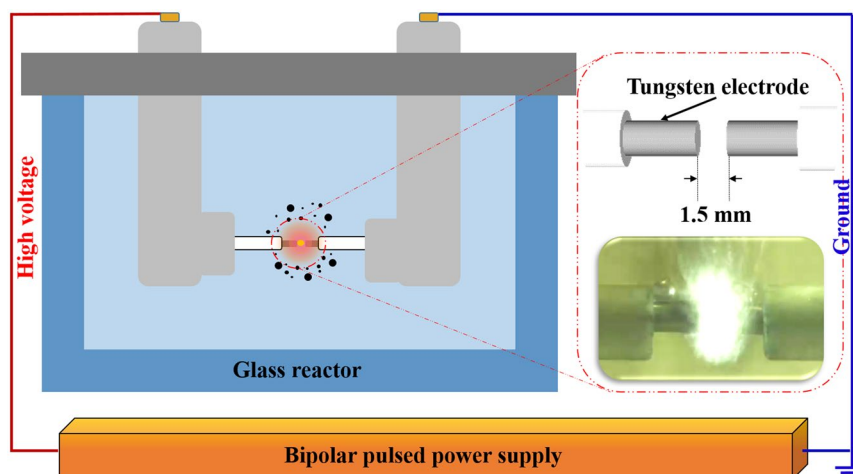 High voltage
Tungsten electrode
1.5 mm
Ground
Glass reactor
Bipolar pulsed power supply